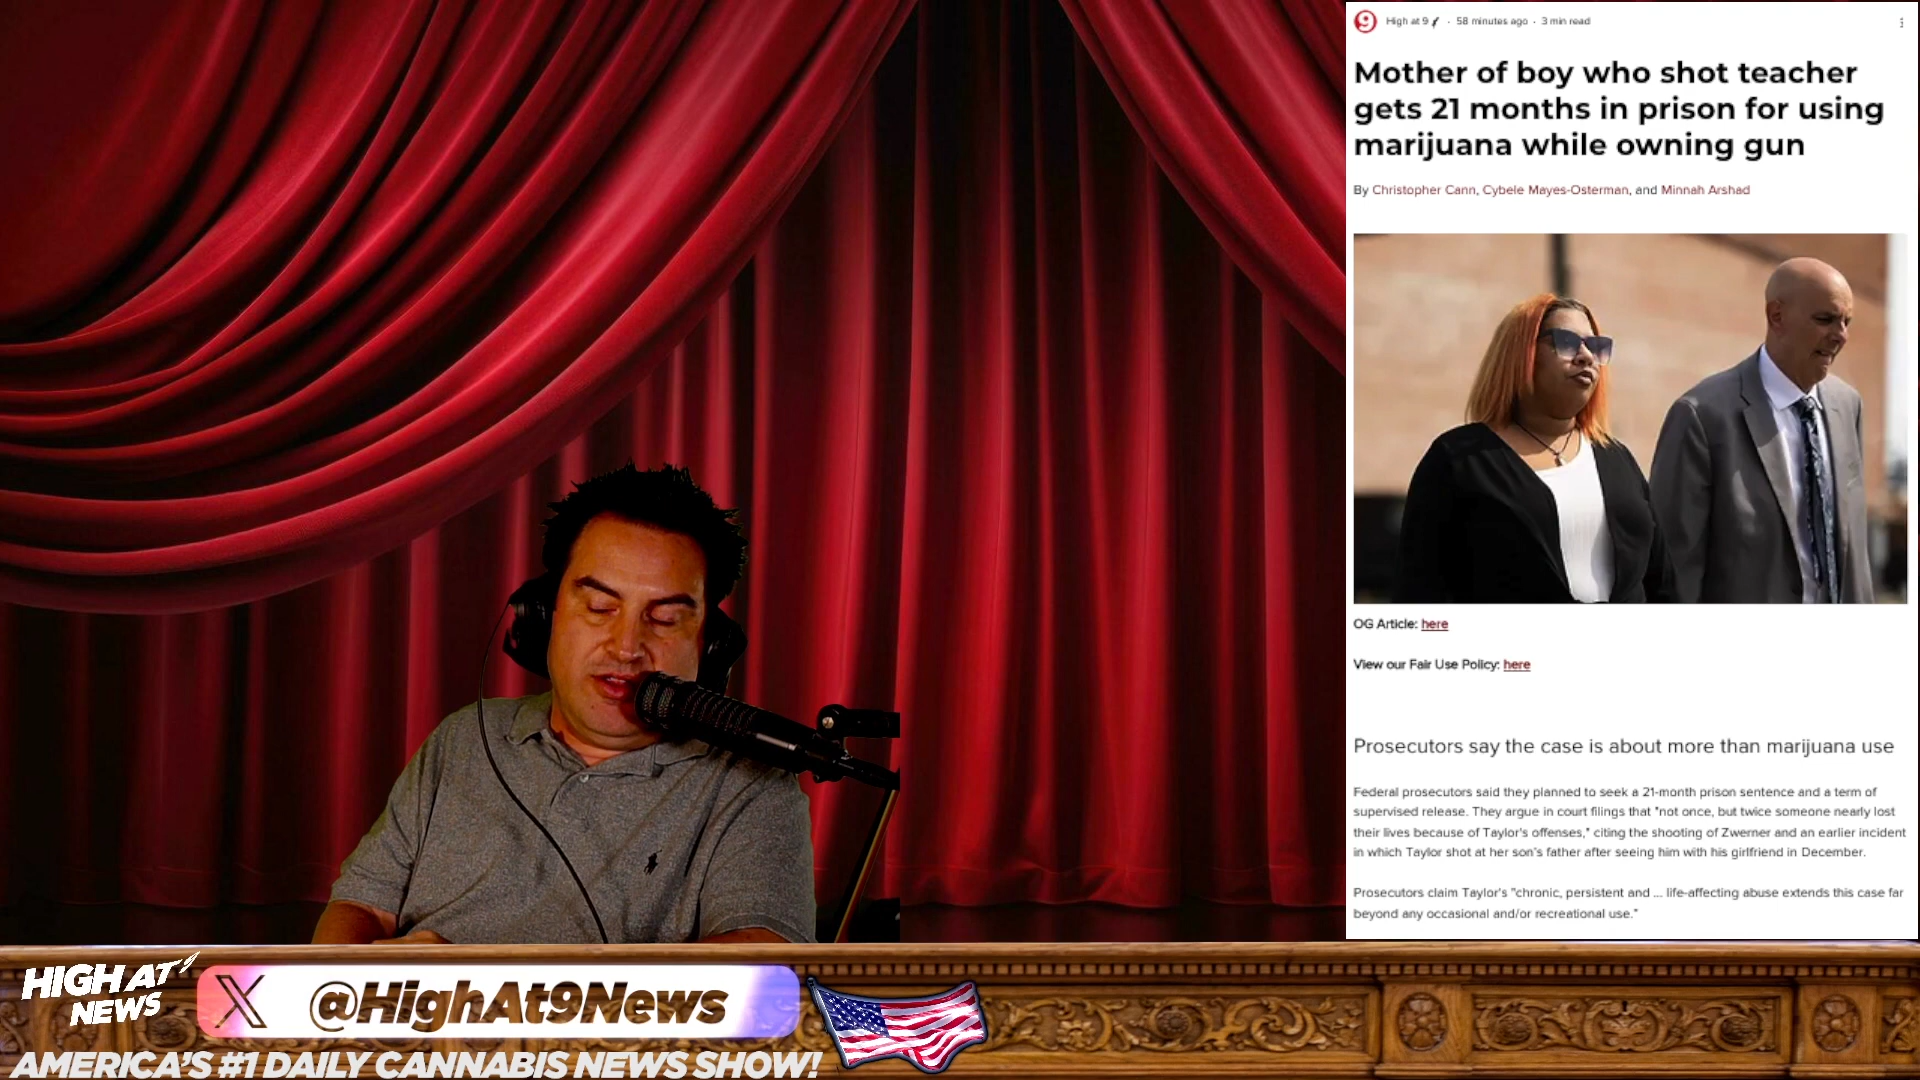 High at 9 · 58 minutes ago · 3 min read
Mother of boy who shot teacher
gets 21 months in prison for using
marijuana while owning gun
By Christopher Cann, Cybele Mayes-Osterman, and Minnah Arshad
OG Article: here
View our Fair Use Policy: here
Prosecutors say the case is about more than marijuana use
Federal prosecutors said they planned to seek a 21-month prison sentence and a term of
supervised release. They argue in court filings that "not once, but twice someone nearly lost
their lives because of Taylor's offenses," citing the shooting of Zwerner and an earlier incident
in which Taylor shot at her son's father after seeing him with his girlfriend in December.
Prosecutors claim Taylor's "chronic, persistent and ... life-affecting abuse extends this case far
beyond any occasional and/or recreational use."
HIGH AT 9
NEWS
X @HighAt9News
AMERICA'S #1 DAILY CANNABIS NEWS SHOW!